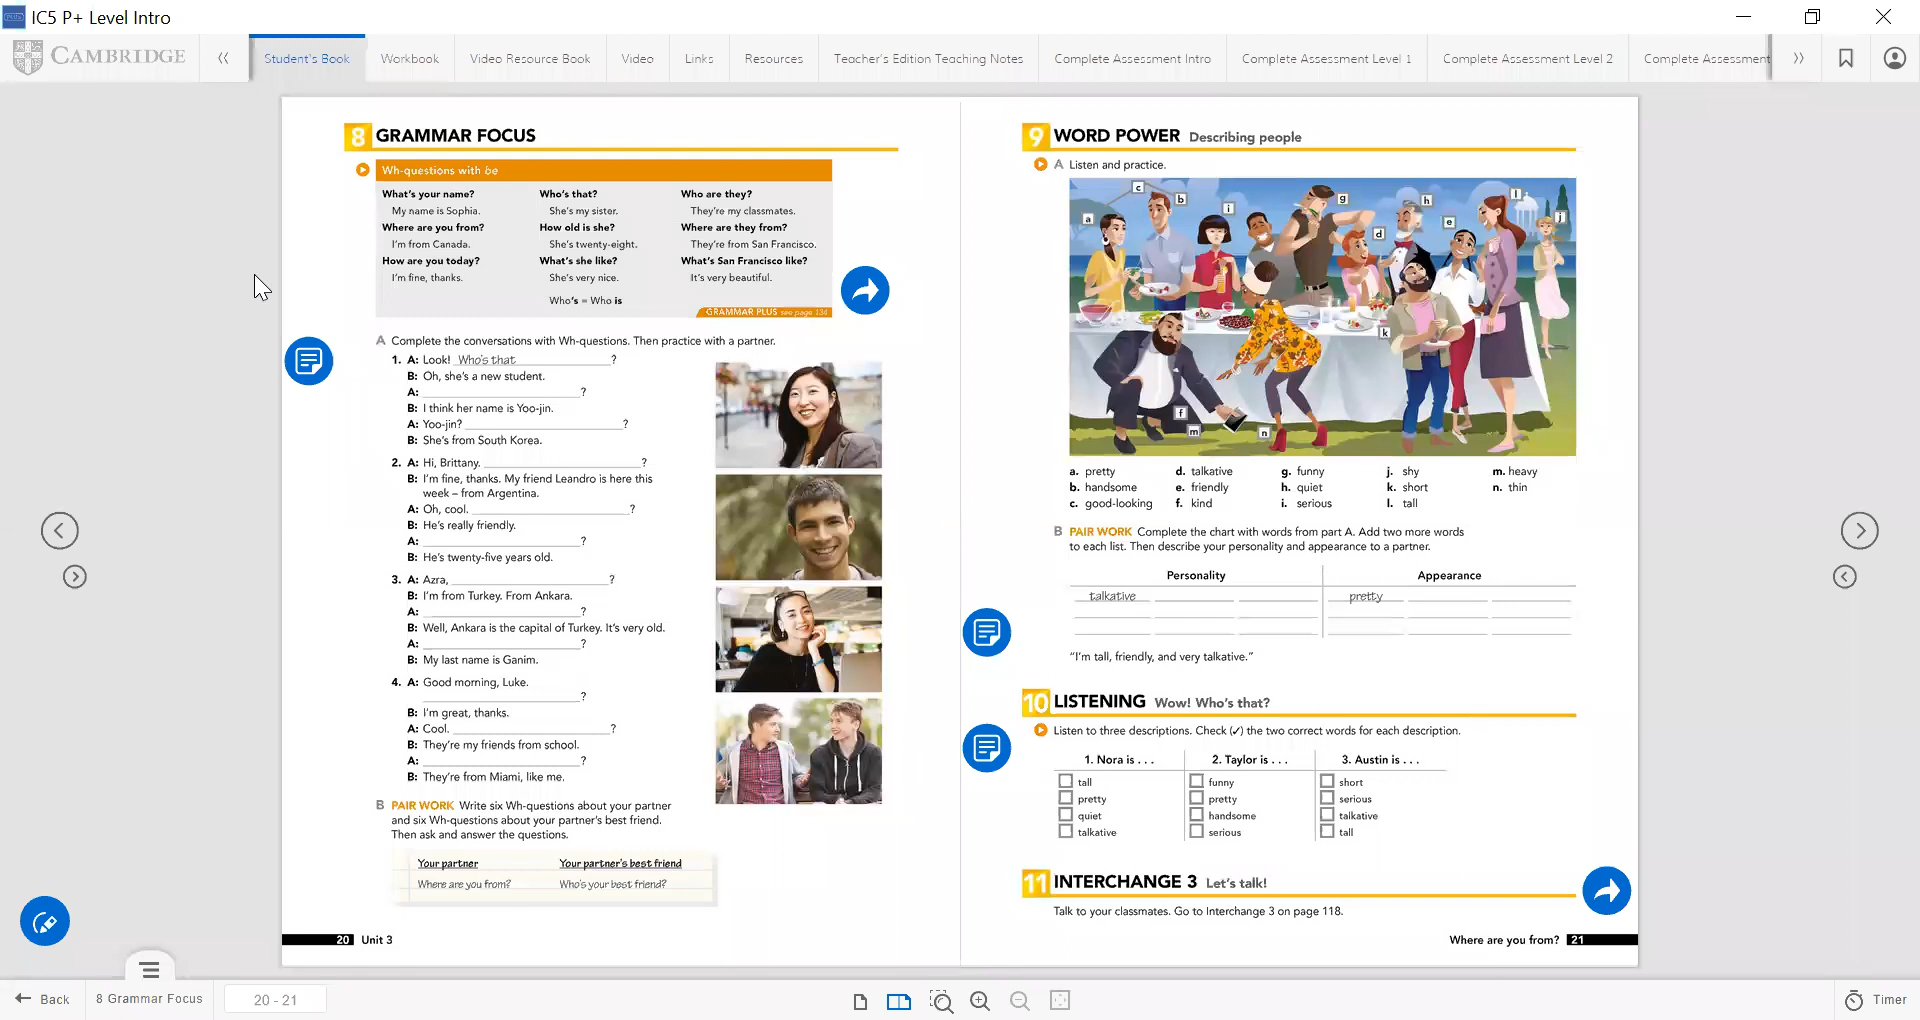 IC5 P+ Level Intro
CAMBRIDGE
Student's Book
Workbook
Video Resource Book
Video
Links
Resources
Teacher's Edition Teaching Notes
Complete Assessment Intro
Complete Assessment Level 1
Complete Assessment Level 2
Complete Assessment
8 GRAMMAR FOCUS
Wh-questions with be
What's your name?
My name is Sophia.
Where are you from?
I'm from Canada.
How are you today?
I'm fine, thanks.
Who's that?
She's my sister.
How old is she?
She's twenty-eight.
What's she like?
She's very nice.
Who's = Who is
Who are they?
They're my classmates.
Where are they from?
They're from San Francisco.
What's San Francisco like?
It's very beautiful.
GRAMMAR PLUS see page 134
A Complete the conversations with Wh-questions. Then practice with a partner.
1. A: Look! Who's that ?
B: Oh, she's a new student.
A: ?
B: I think her name is Yoo-jin.
A: Yoo-jin? ?
B: She's from South Korea.
2. A: Hi, Brittany. ?
B: I'm fine, thanks. My friend Leandro is here this
week – from Argentina.
A: Oh, cool. ?
B: He's really friendly.
A: ?
B: He's twenty-five years old.
3. A: Azra, ?
B: I'm from Turkey. From Ankara.
A: ?
B: Well, Ankara is the capital of Turkey. It's very old.
A: ?
B: My last name is Ganim.
4. A: Good morning, Luke.
?
B: I'm great, thanks.
A: Cool. ?
B: They're my friends from school.
A: ?
B: They're from Miami, like me.
B PAIR WORK Write six Wh-questions about your partner
and six Wh-questions about your partner's best friend.
Then ask and answer the questions.
Your partner Your partner's best friend
Where are you from? Who's your best friend?
20 Unit 3
9 WORD POWER Describing people
A Listen and practice.
c
b
a
i
g
h
l
j
e
d
k
f
m
n
a. pretty d. talkative g. funny j. shy m. heavy
b. handsome e. friendly h. quiet k. short n. thin
c. good-looking f. kind i. serious l. tall
B PAIR WORK Complete the chart with words from part A. Add two more words
to each list. Then describe your personality and appearance to a partner.
Personality Appearance
talkative pretty
"I'm tall, friendly, and very talkative."
10 LISTENING Wow! Who's that?
Listen to three descriptions. Check (✓) the two correct words for each description.
1. Nora is . . . 2. Taylor is . . . 3. Austin is . . .
tall funny short
pretty pretty serious
quiet handsome talkative
talkative serious tall
11 INTERCHANGE 3 Let's talk!
Talk to your classmates. Go to Interchange 3 on page 118.
Where are you from? 21
Back
8 Grammar Focus
20 - 21
Timer